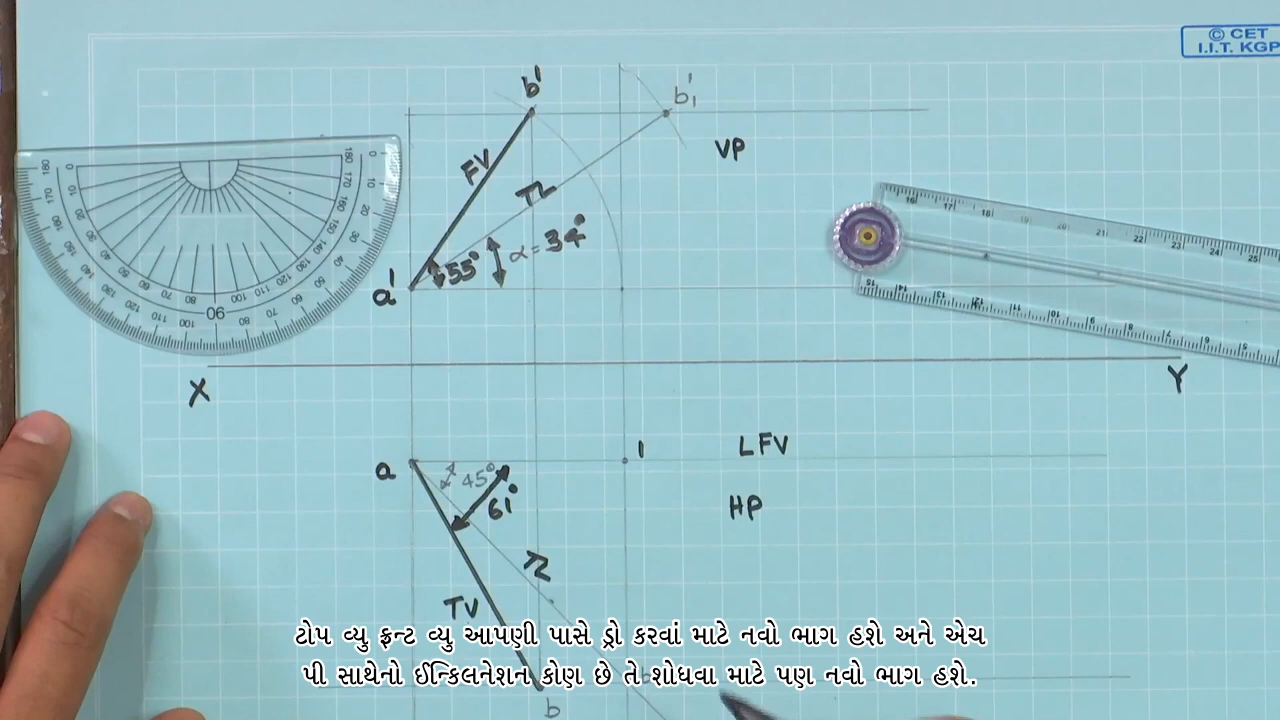 © CET
I.I.T. KGP
b'
b'₁
VP
FV
TL
α = 34°
55°
a'
X
Y
a
1
LFV
45°
61°
HP
TL
TV
b
ટોપ વ્યુ ફ્રન્ટ વ્યુ આપણી પાસે ડ્રો કરવાં માટે નવો ભાગ હશે અને એચ
પી સાથેનો ઈન્કિલનેશન કોણ છે તે શોધવા માટે પણ નવો ભાગ હશે.